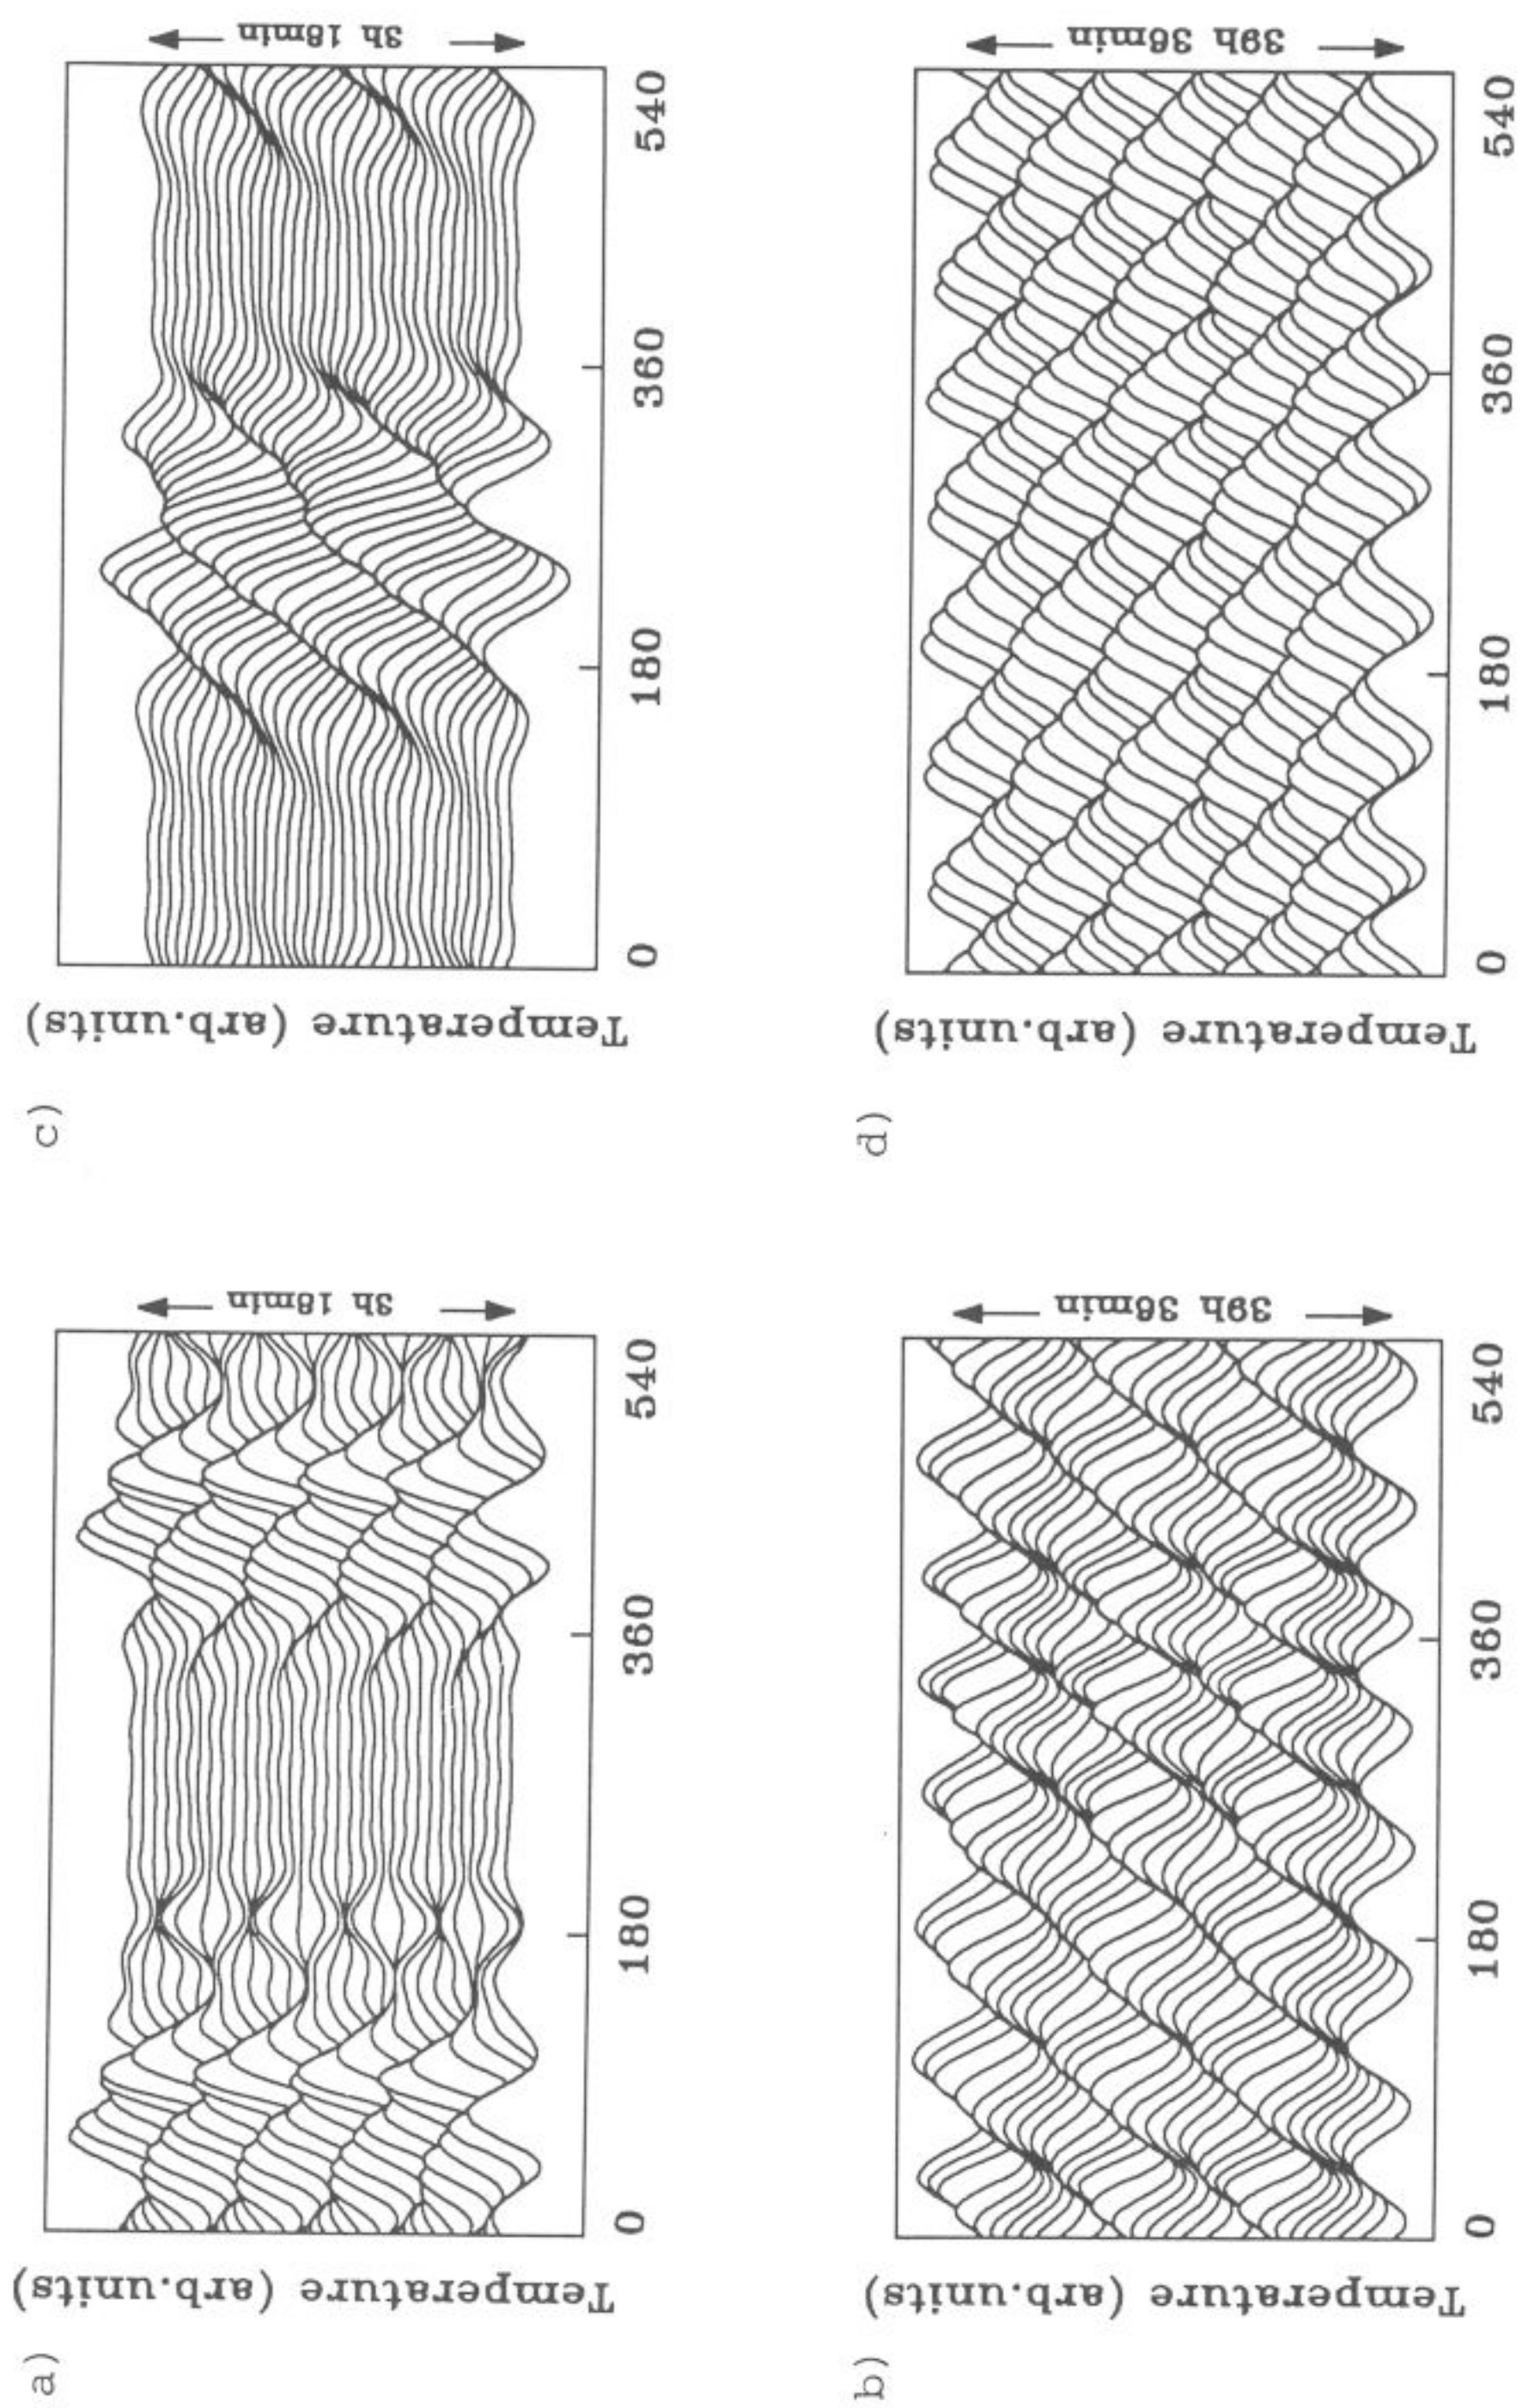 a)
Temperature (arb.units)
3h 18min
0
180
360
540
b)
Temperature (arb.units)
39h 36min
0
180
360
540
c)
Temperature (arb.units)
3h 18min
0
180
360
540
d)
Temperature (arb.units)
39h 36min
0
180
360
540